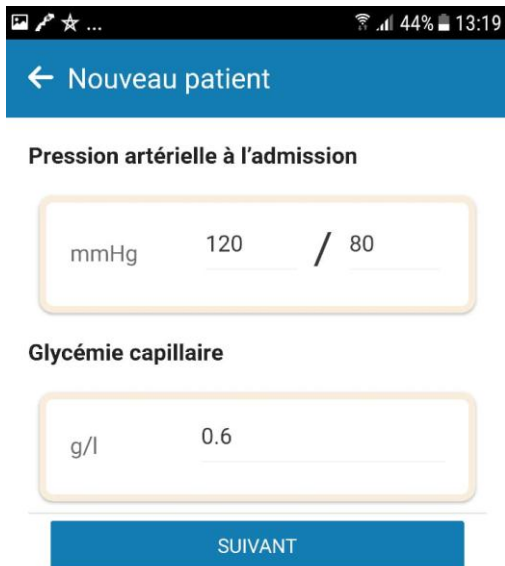 ... 44% 13:19
Nouveau patient
Pression artérielle à l’admission
mmHg 120 / 80
Glycémie capillaire
g/l 0.6
SUIVANT